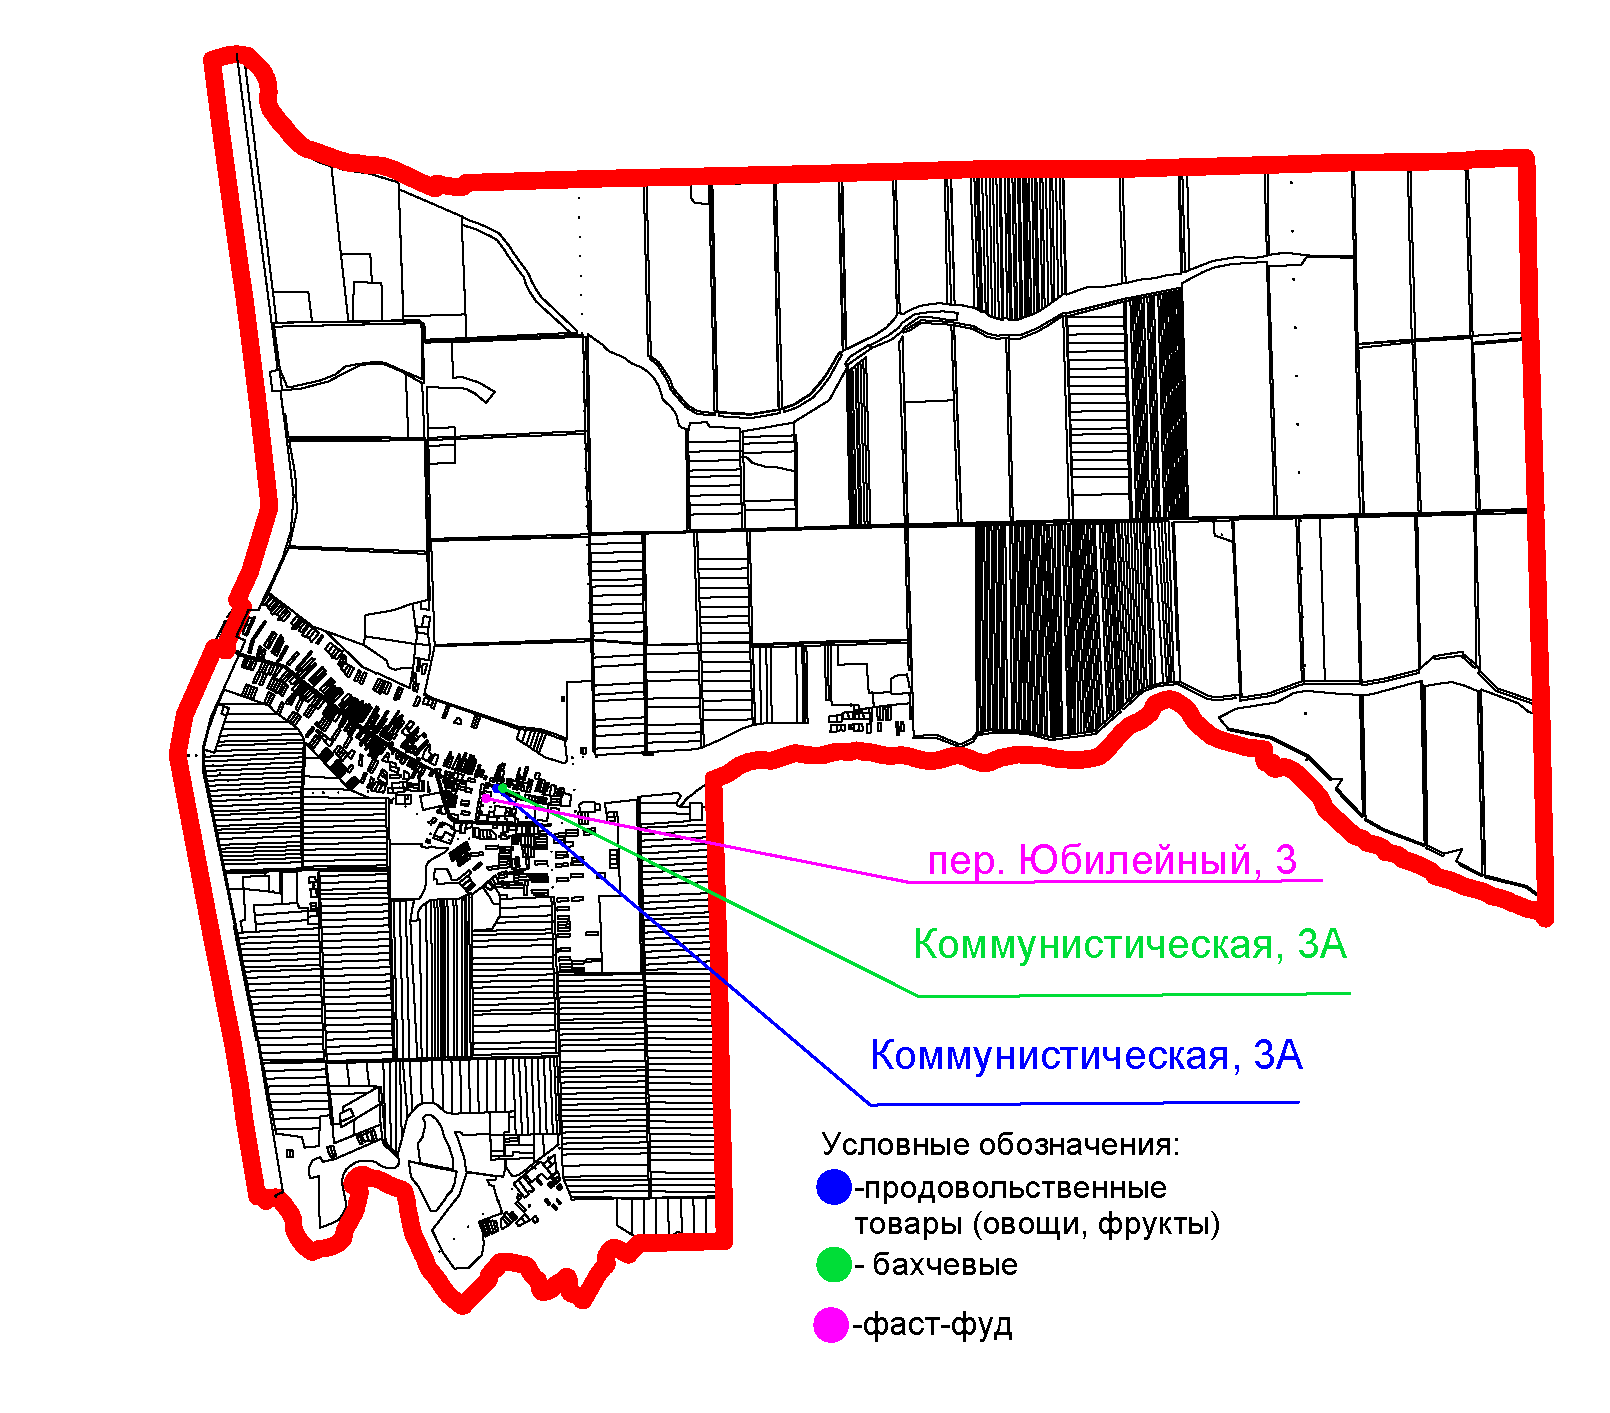 пер. Юбилейный, 3
Коммунистическая, 3А
Коммунистическая, 3А
Условные обозначения:
-продовольственные
товары (овощи, фрукты)
- бахчевые
-фаст-фуд